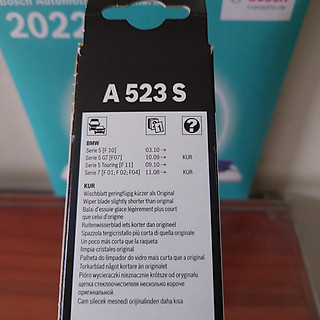 Bosch Automotive
2022
BOSCH
A 523 S
BMW
Serie 5 [F 10] 03.10 →
Serie 5 GT [F07] 10.09 → KUR
Serie 5 Touring [F 11] 09.10 →
Serie 7 [F 01; F 02; F04] 11.08 → KUR
KUR
Wischblatt geringfügig kürzer als Original
Wiper blade slightly shorter than original
Balai d'essuie glace légèrement plus court
que celui d'origine
Ruitenwisserblad iets korter dan origineel
Spazzola tergicristallo più corta di quella originale
Un poco más corta que la raqueta
limpia-cristales original
Palheta do limpador do vidro mais curta que a original
Torkarblad något kortare än originalet
Pióro wycieraczki nieznacznie krótsze od oryginału
щетка стеклоочистителя несколько короче
оригинальной
Cam silecek mesnedi orijinalinden daha kısa